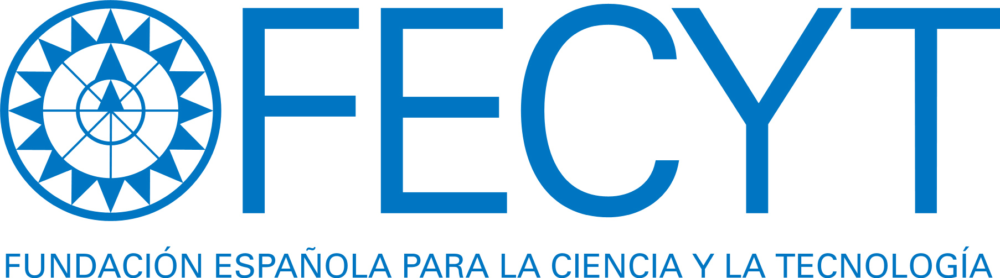 FECYT
FUNDACIÓN ESPAÑOLA PARA LA CIENCIA Y LA TECNOLOGÍA